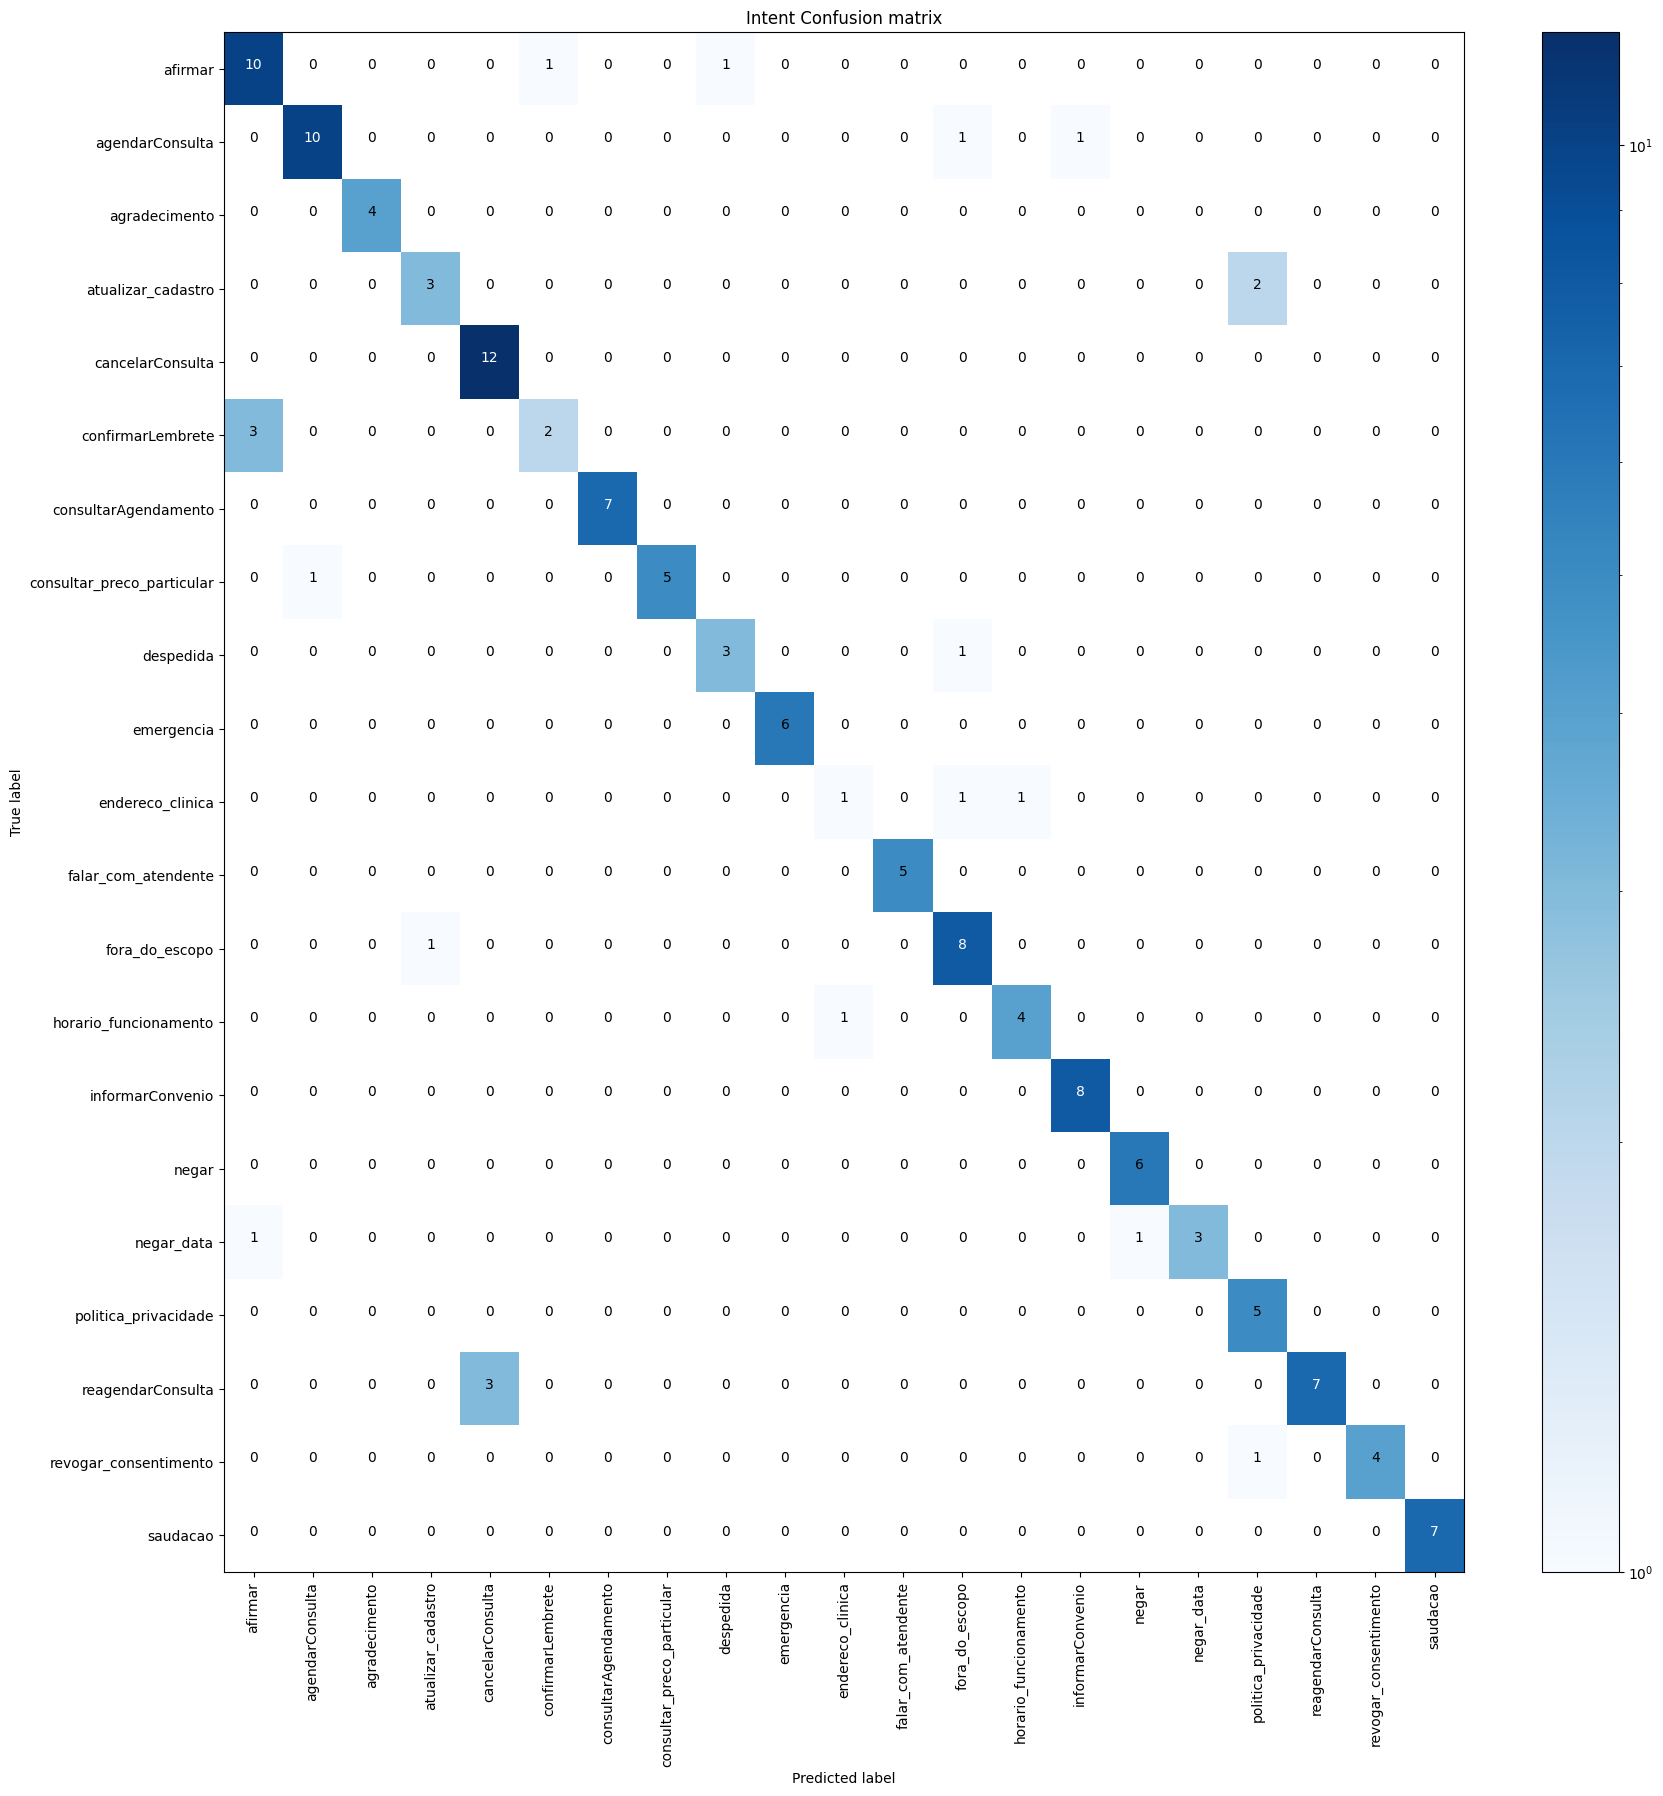 Intent Confusion matrix
afirmar 10 0 0 0 0 1 0 0 1 0 0 0 0 0 0 0 0 0 0 0 0
agendarConsulta 0 10 0 0 0 0 0 0 0 0 0 0 1 0 1 0 0 0 0 0 0
agradecimento 0 0 4 0 0 0 0 0 0 0 0 0 0 0 0 0 0 0 0 0 0
atualizar_cadastro 0 0 0 3 0 0 0 0 0 0 0 0 0 0 0 0 0 2 0 0 0
cancelarConsulta 0 0 0 0 12 0 0 0 0 0 0 0 0 0 0 0 0 0 0 0 0
confirmarLembrete 3 0 0 0 0 2 0 0 0 0 0 0 0 0 0 0 0 0 0 0 0
consultarAgendamento 0 0 0 0 0 0 7 0 0 0 0 0 0 0 0 0 0 0 0 0 0
consultar_preco_particular 0 1 0 0 0 0 0 5 0 0 0 0 0 0 0 0 0 0 0 0 0
despedida 0 0 0 0 0 0 0 0 3 0 0 0 1 0 0 0 0 0 0 0 0
emergencia 0 0 0 0 0 0 0 0 0 6 0 0 0 0 0 0 0 0 0 0 0
endereco_clinica 0 0 0 0 0 0 0 0 0 0 1 0 1 1 0 0 0 0 0 0 0
falar_com_atendente 0 0 0 0 0 0 0 0 0 0 0 5 0 0 0 0 0 0 0 0 0
fora_do_escopo 0 0 0 1 0 0 0 0 0 0 0 0 8 0 0 0 0 0 0 0 0
horario_funcionamento 0 0 0 0 0 0 0 0 0 0 1 0 0 4 0 0 0 0 0 0 0
informarConvenio 0 0 0 0 0 0 0 0 0 0 0 0 0 0 8 0 0 0 0 0 0
negar 0 0 0 0 0 0 0 0 0 0 0 0 0 0 0 6 0 0 0 0 0
negar_data 1 0 0 0 0 0 0 0 0 0 0 0 0 0 0 1 3 0 0 0 0
politica_privacidade 0 0 0 0 0 0 0 0 0 0 0 0 0 0 0 0 0 5 0 0 0
reagendarConsulta 0 0 0 0 3 0 0 0 0 0 0 0 0 0 0 0 0 0 7 0 0
revogar_consentimento 0 0 0 0 0 0 0 0 0 0 0 0 0 0 0 0 0 1 0 4 0
saudacao 0 0 0 0 0 0 0 0 0 0 0 0 0 0 0 0 0 0 0 0 7
True label
afirmar
agendarConsulta
agradecimento
atualizar_cadastro
cancelarConsulta
confirmarLembrete
consultarAgendamento
consultar_preco_particular
despedida
emergencia
endereco_clinica
falar_com_atendente
fora_do_escopo
horario_funcionamento
informarConvenio
negar
negar_data
politica_privacidade
reagendarConsulta
revogar_consentimento
saudacao
Predicted label
10¹
10⁰